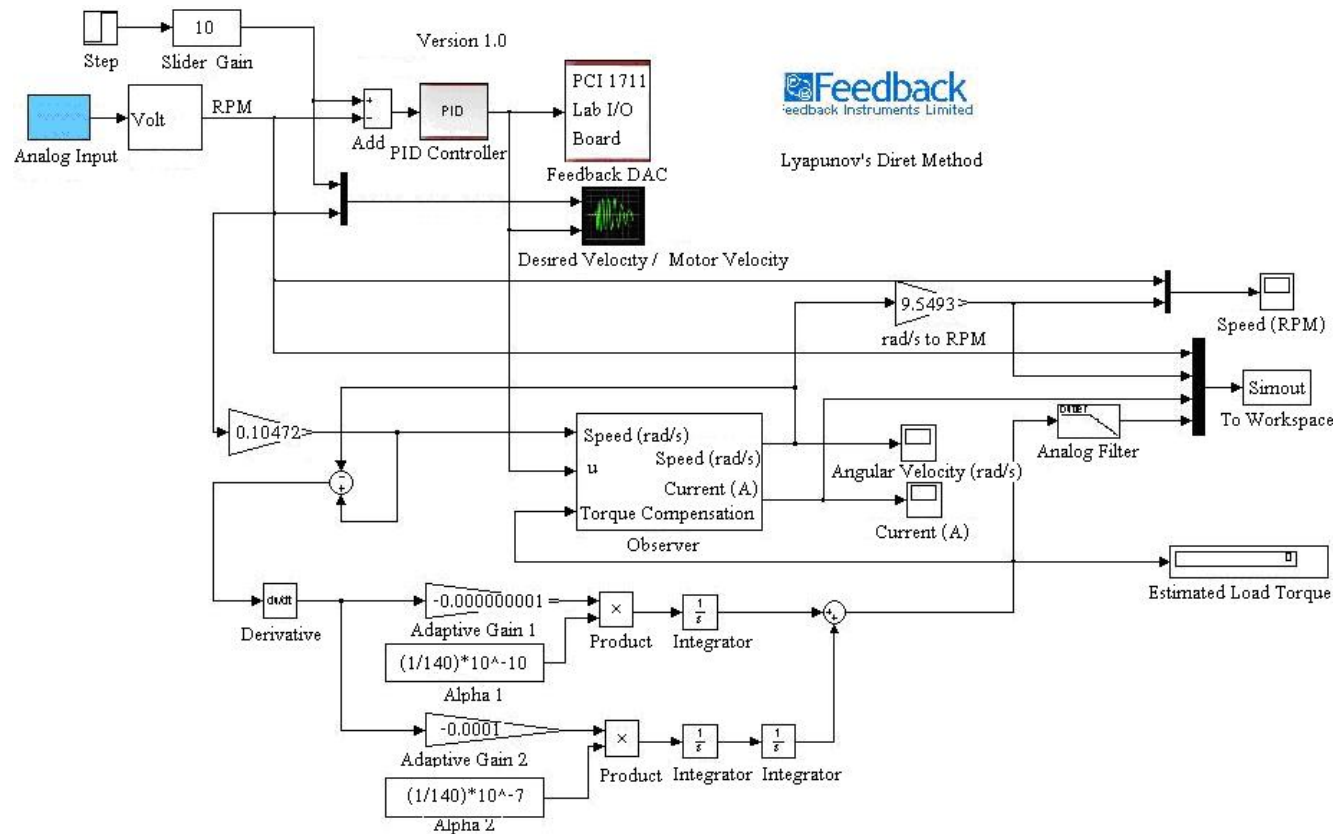 10
Version 1.0
Step
Slider Gain
PCI 1711
Lab I/O
Board
Feedback
Feedback Instruments Limited
RPM
Volt
+
−
PID
Analog Input
Add
PID Controller
Feedback DAC
Lyapunov's Diret Method
Desired Velocity / Motor Velocity
9.5493
Speed (RPM)
rad/s to RPM
Simout
To Workspace
0.10472
Speed (rad/s)
Speed (rad/s)
u
Current (A)
Torque Compensation
Observer
Angular Velocity (rad/s)
Analog Filter
−
+
Current (A)
0
Estimated Load Torque
du/dt
Derivative
-0.000000001
Adaptive Gain 1
×
Product
1
s
Integrator
+
+
(1/140)*10^-10
Alpha 1
-0.0001
Adaptive Gain 2
×
Product
1
s
Integrator
1
s
Integrator
(1/140)*10^-7
Alpha 2